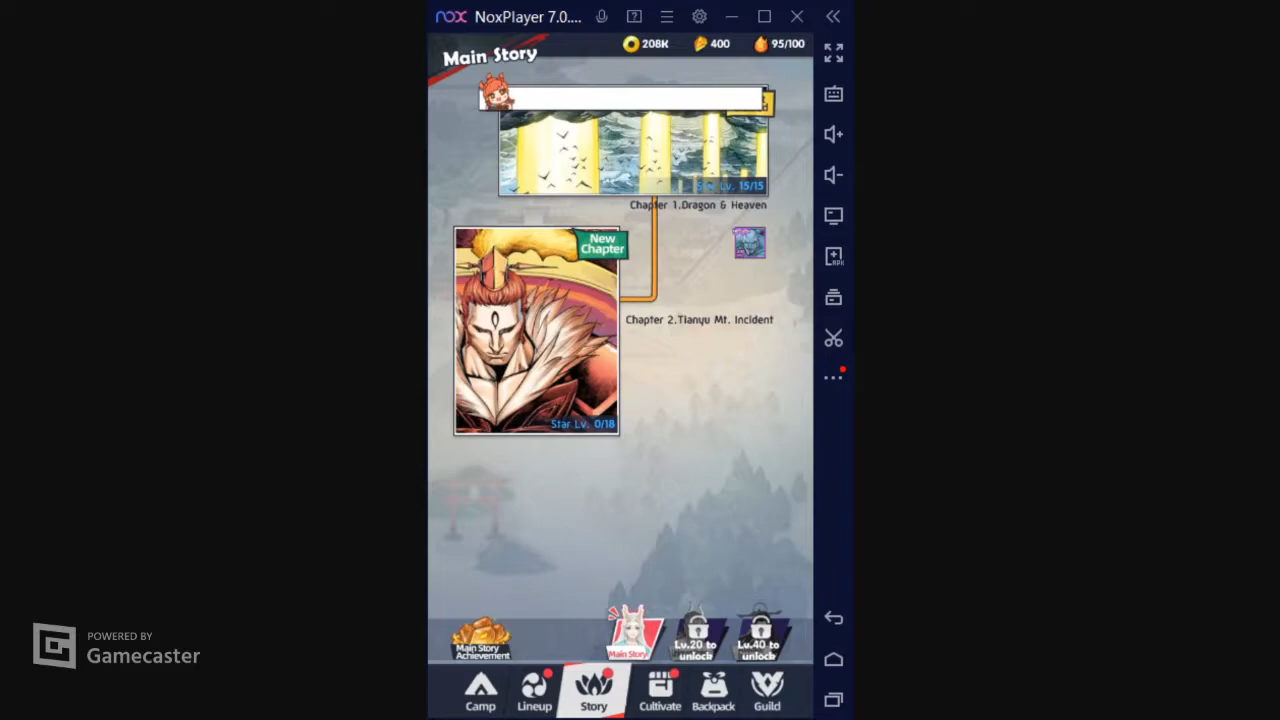 nox NoxPlayer 7.0....
Main Story
208K
400
95/100
Lv. 15/15
Chapter 1.Dragon & Heaven
New
Chapter
Chapter 2.Tianyu Mt. Incident
Star Lv. 0/18
APK
POWERED BY
Gamecaster
Main Story
Achievement
Main Story
Lv.20 to
unlock
Lv.40 to
unlock
Camp
Lineup
Story
Cultivate
Backpack
Guild